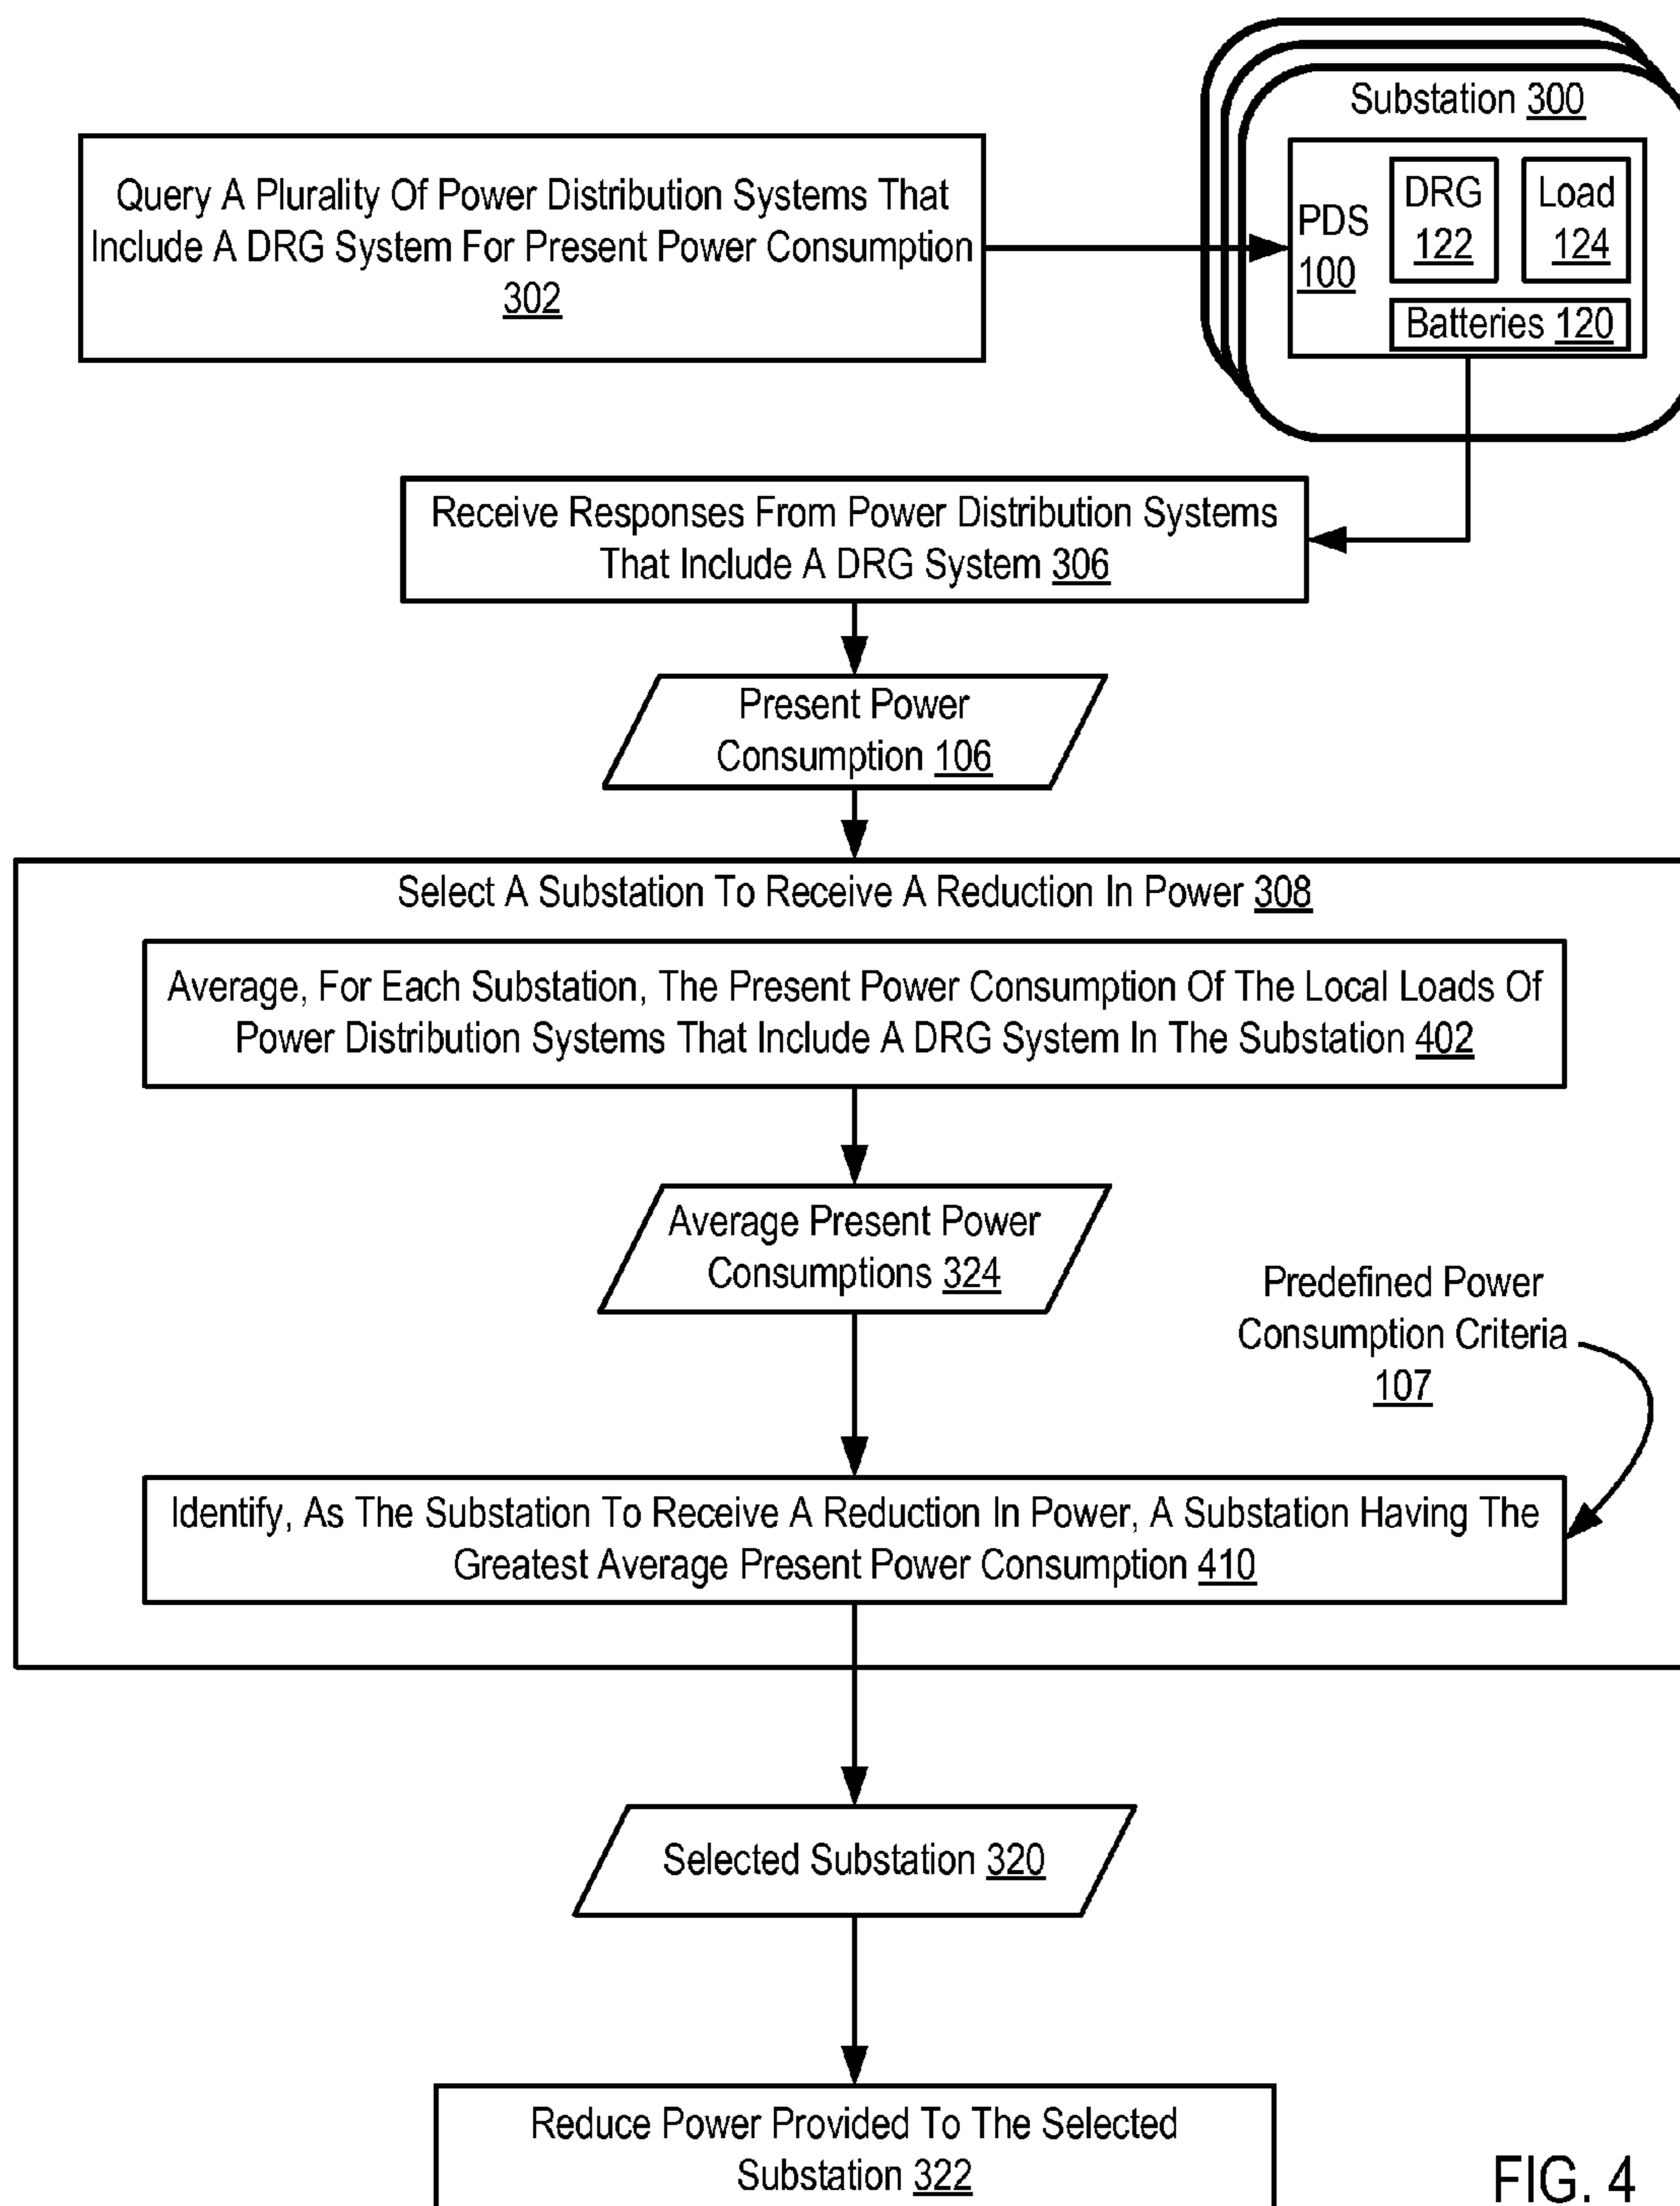 Substation 300
Query A Plurality Of Power Distribution Systems That
Include A DRG System For Present Power Consumption
302
PDS
100
DRG
122
Load
124
Batteries 120
Receive Responses From Power Distribution Systems
That Include A DRG System 306
Present Power
Consumption 106
Select A Substation To Receive A Reduction In Power 308
Average, For Each Substation, The Present Power Consumption Of The Local Loads Of
Power Distribution Systems That Include A DRG System In The Substation 402
Average Present Power
Consumptions 324
Predefined Power
Consumption Criteria
107
Identify, As The Substation To Receive A Reduction In Power, A Substation Having The
Greatest Average Present Power Consumption 410
Selected Substation 320
Reduce Power Provided To The Selected
Substation 322
FIG. 4